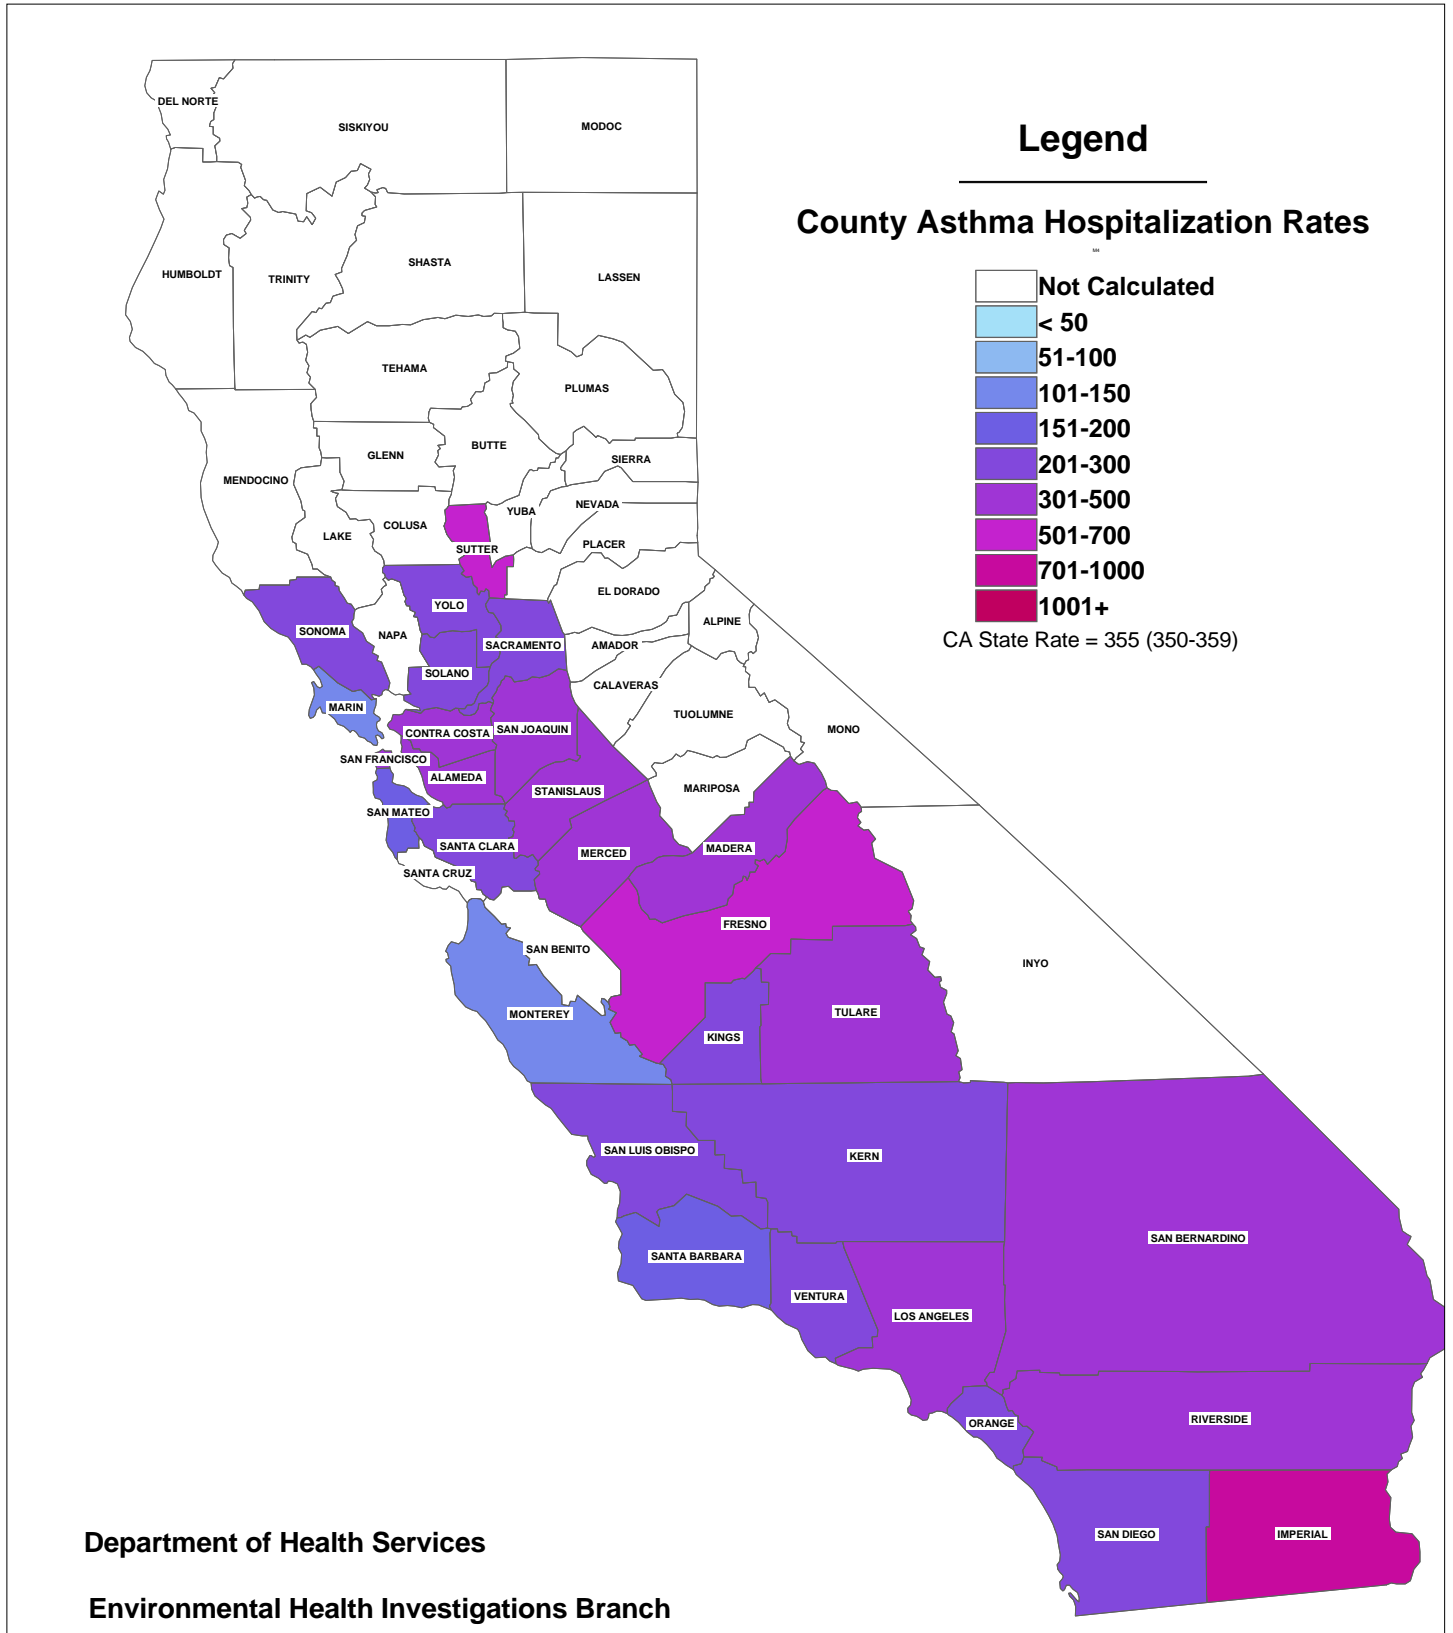 Legend
County Asthma Hospitalization Rates
Not Calculated
< 50
51-100
101-150
151-200
201-300
301-500
501-700
701-1000
1001+
CA State Rate = 355 (350-359)
DEL NORTE
SISKIYOU
MODOC
HUMBOLDT
TRINITY
SHASTA
LASSEN
TEHAMA
PLUMAS
MENDOCINO
GLENN
BUTTE
SIERRA
LAKE
COLUSA
SUTTER
YUBA
NEVADA
PLACER
SONOMA
NAPA
YOLO
EL DORADO
SACRAMENTO
AMADOR
ALPINE
MARIN
SOLANO
CALAVERAS
TUOLUMNE
MONO
CONTRA COSTA
SAN JOAQUIN
SAN FRANCISCO
ALAMEDA
STANISLAUS
MARIPOSA
SAN MATEO
SANTA CLARA
MERCED
MADERA
SANTA CRUZ
FRESNO
SAN BENITO
INYO
MONTEREY
KINGS
TULARE
SAN LUIS OBISPO
KERN
SANTA BARBARA
VENTURA
LOS ANGELES
SAN BERNARDINO
ORANGE
RIVERSIDE
SAN DIEGO
IMPERIAL
Department of Health Services
Environmental Health Investigations Branch